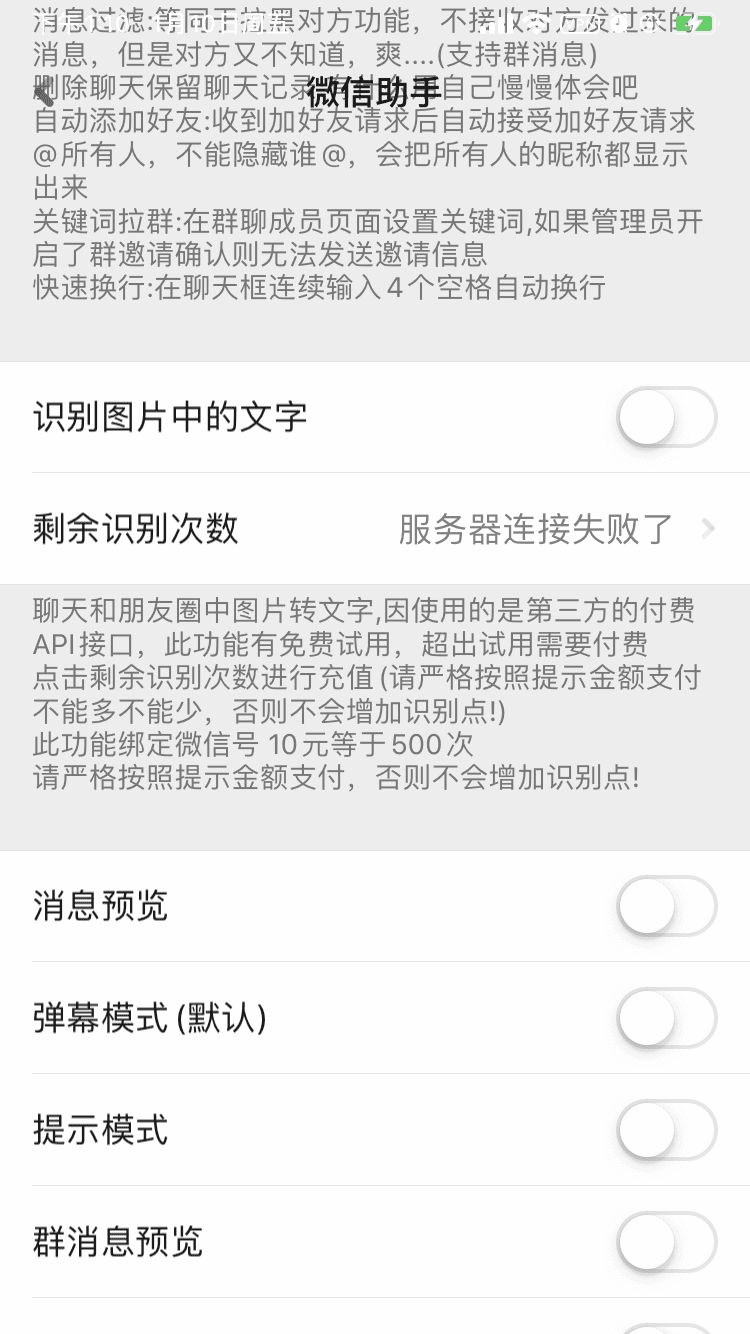 消息过滤:等同于拉黑对方功能，不接收对方发过来的
消息，但是对方又不知道，爽....(支持群消息)
微信助手
删除聊天保留聊天记录 自己慢慢体会吧
自动添加好友:收到加好友请求后自动接受加好友请求
@所有人，不能隐藏谁@，会把所有人的昵称都显示
出来
关键词拉群:在群聊成员页面设置关键词,如果管理员开
启了群邀请确认则无法发送邀请信息
快速换行:在聊天框连续输入4个空格自动换行
识别图片中的文字
剩余识别次数 服务器连接失败了
聊天和朋友圈中图片转文字,因使用的是第三方的付费
API接口，此功能有免费试用，超出试用需要付费
点击剩余识别次数进行充值(请严格按照提示金额支付
不能多不能少，否则不会增加识别点!)
此功能绑定微信号 10元等于500次
请严格按照提示金额支付，否则不会增加识别点!
消息预览
弹幕模式(默认)
提示模式
群消息预览